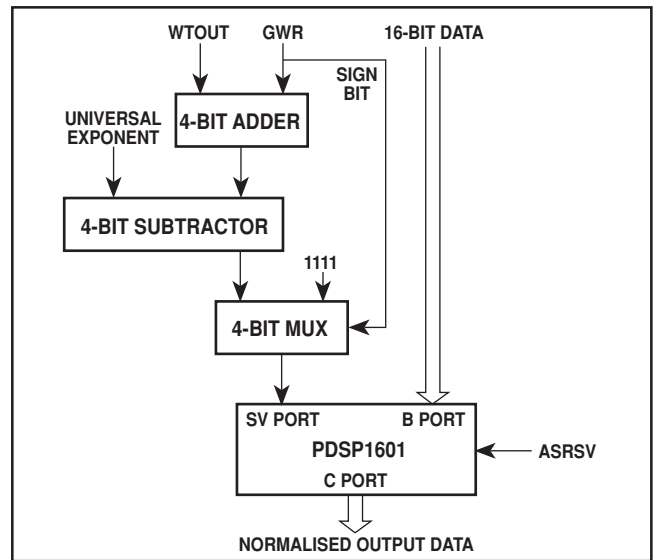 WTOUT GWR 16-BIT DATA
SIGN
BIT
UNIVERSAL
EXPONENT
4-BIT ADDER
4-BIT SUBTRACTOR
1111
4-BIT MUX
SV PORT B PORT
PDSP1601
ASRSV
C PORT
NORMALISED OUTPUT DATA